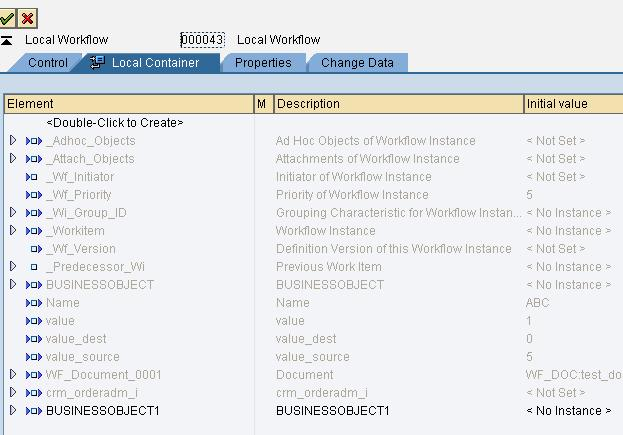 Local Workflow 000043 Local Workflow
Control Local Container Properties Change Data
Element M Description Initial value
<Double-Click to Create>
_Adhoc_Objects Ad Hoc Objects of Workflow Instance < Not Set >
_Attach_Objects Attachments of Workflow Instance < Not Set >
_Wf_Initiator Initiator of Workflow Instance < Not Set >
_Wf_Priority Priority of Workflow Instance 5
_Wi_Group_ID Grouping Characteristic for Workflow Instan... < No Instance >
_Workitem Workflow Instance < No Instance >
_Wf_Version Definition Version of this Workflow Instance < Not Set >
_Predecessor_Wi Previous Work Item < No Instance >
BUSINESSOBJECT BUSINESSOBJECT < No Instance >
Name Name ABC
value value 1
value_dest value_dest 0
value_source value_source 5
WF_Document_0001 Document WF_DOC:test_do
crm_orderadm_i crm_orderadm_i < Not Set >
BUSINESSOBJECT1 BUSINESSOBJECT1 < No Instance >